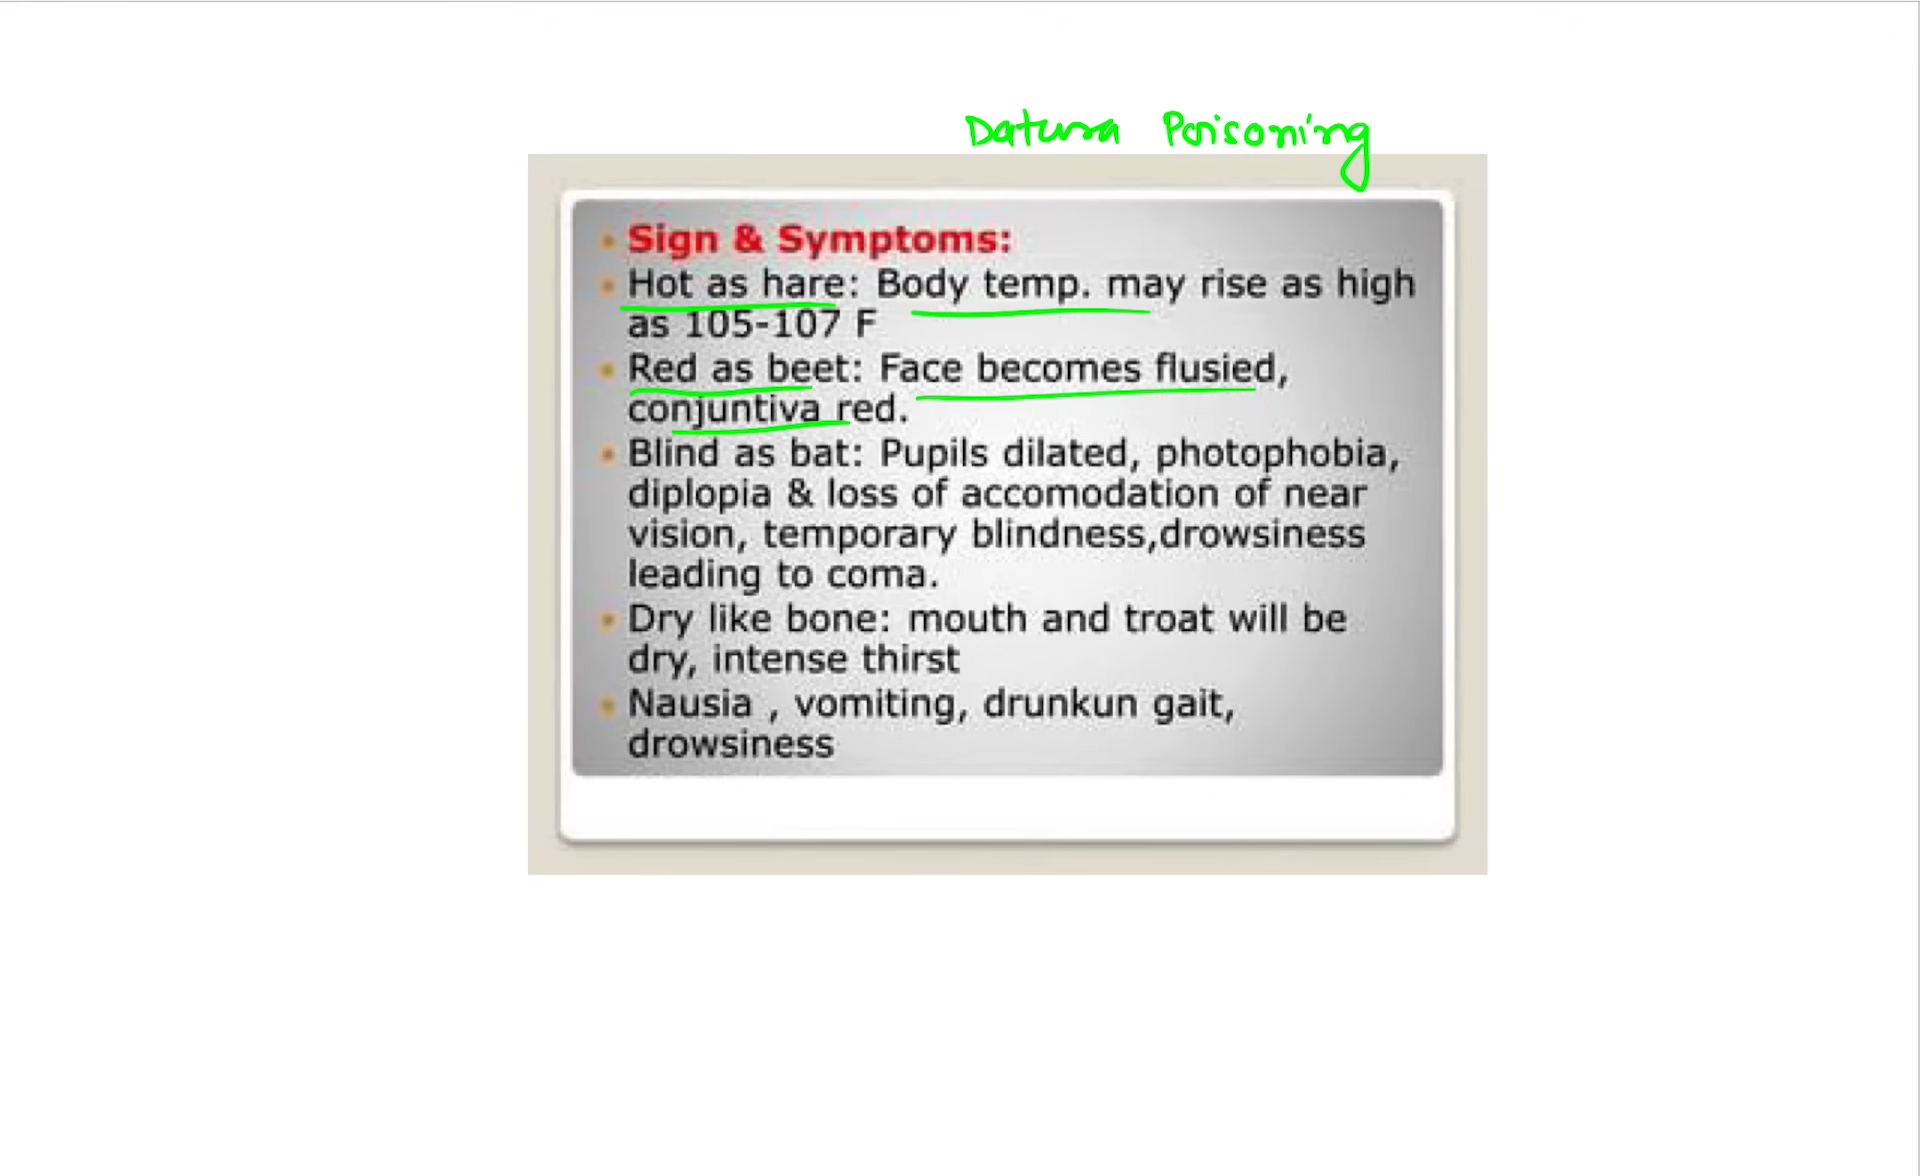 Datura Poisoning
Sign & Symptoms:
Hot as hare: Body temp. may rise as high
as 105-107 F
Red as beet: Face becomes flusied,
conjuntiva red.
Blind as bat: Pupils dilated, photophobia,
diplopia & loss of accomodation of near
vision, temporary blindness,drowsiness
leading to coma.
Dry like bone: mouth and troat will be
dry, intense thirst
Nausia , vomiting, drunkun gait,
drowsiness